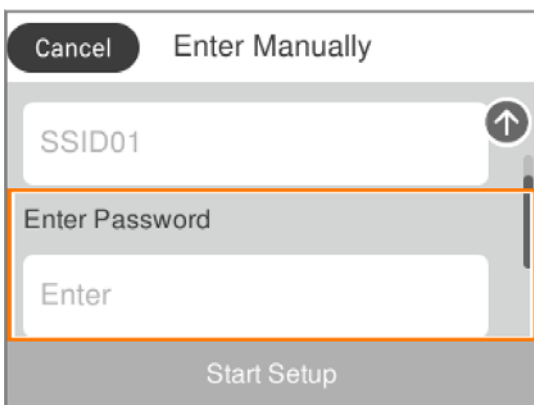 Cancel Enter Manually
SSID01
Enter Password
Enter
Start Setup